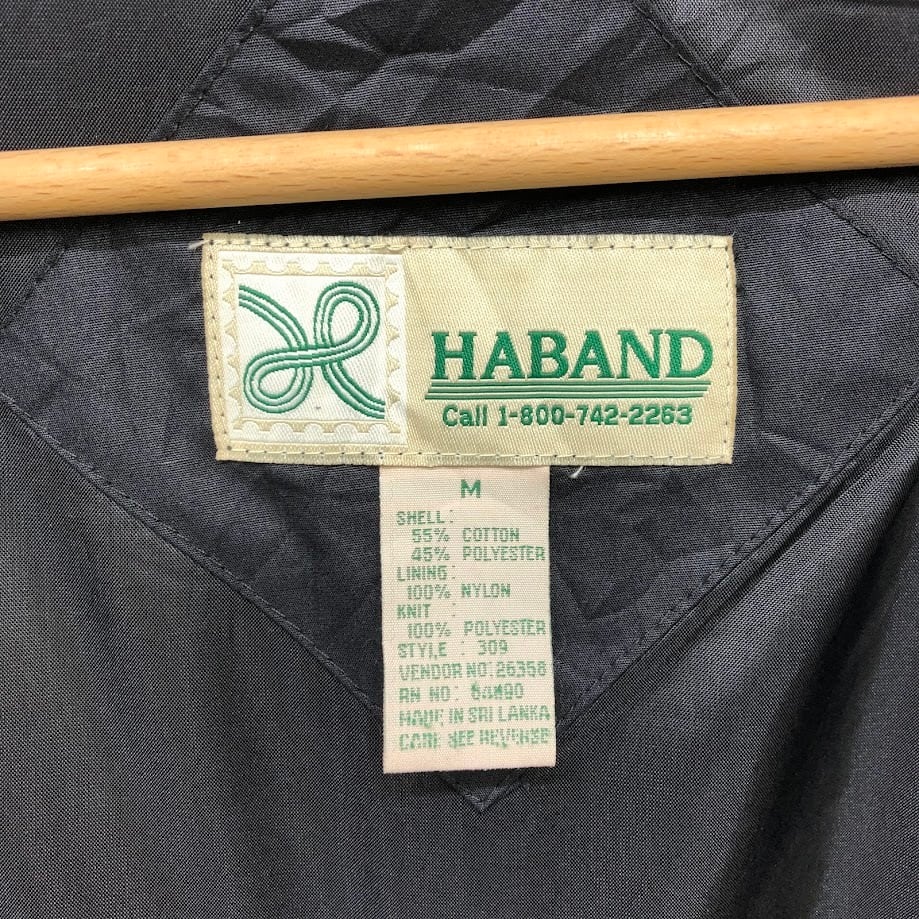 HABAND
Call 1-800-742-2263
M
SHELL:
55% COTTON
45% POLYESTER
LINING:
100% NYLON
KNIT :
100% POLYESTER
STYLE : 309
VENDOR NO: 26358
RN NO:
MADE IN SRI LANKA
CARE SEE REVERSE